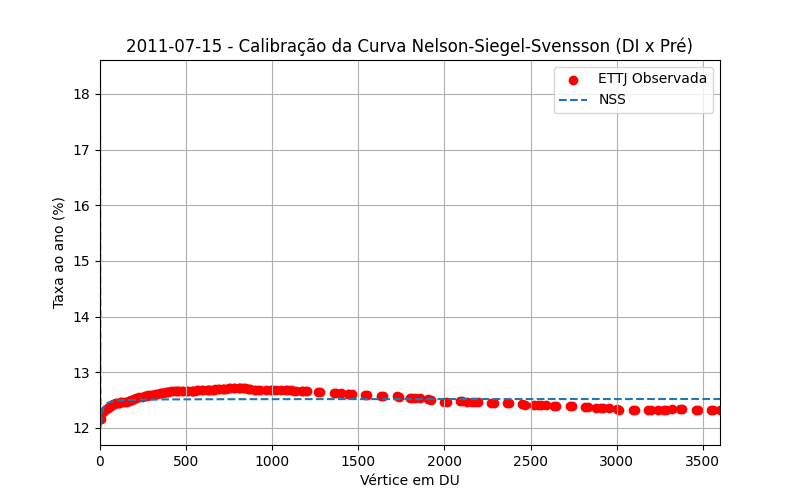 2011-07-15 - Calibração da Curva Nelson-Siegel-Svensson (DI x Pré)
ETTJ Observada
NSS
Taxa ao ano (%)
18
17
16
15
14
13
12
0 500 1000 1500 2000 2500 3000 3500
Vértice em DU